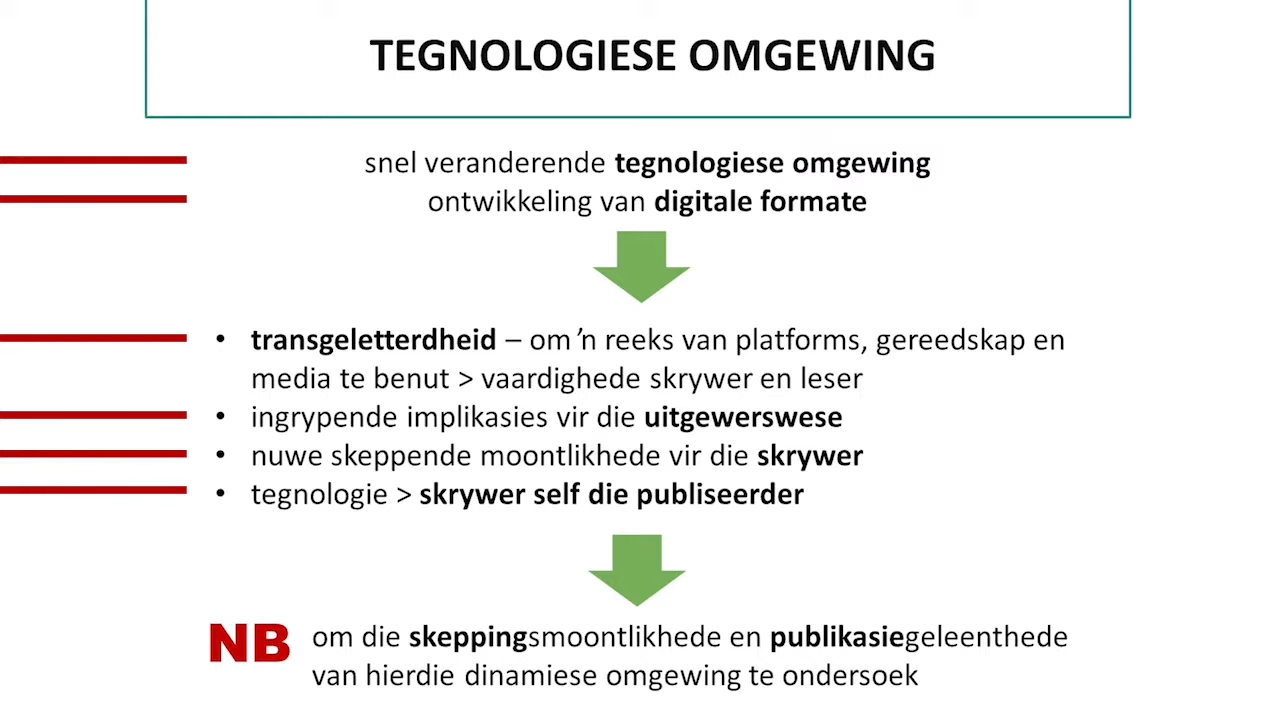 TEGNOLOGIESE OMGEWING
snel veranderende tegnologiese omgewing
ontwikkeling van digitale formate
• transgeletterdheid – om ’n reeks van platforms, gereedskap en
media te benut > vaardighede skrywer en leser
• ingrypende implikasies vir die uitgewerswese
• nuwe skeppende moontlikhede vir die skrywer
• tegnologie > skrywer self die publiseerder
NB om die skeppingsmoontlikhede en publikasiegeleenthede
van hierdie dinamiese omgewing te ondersoek